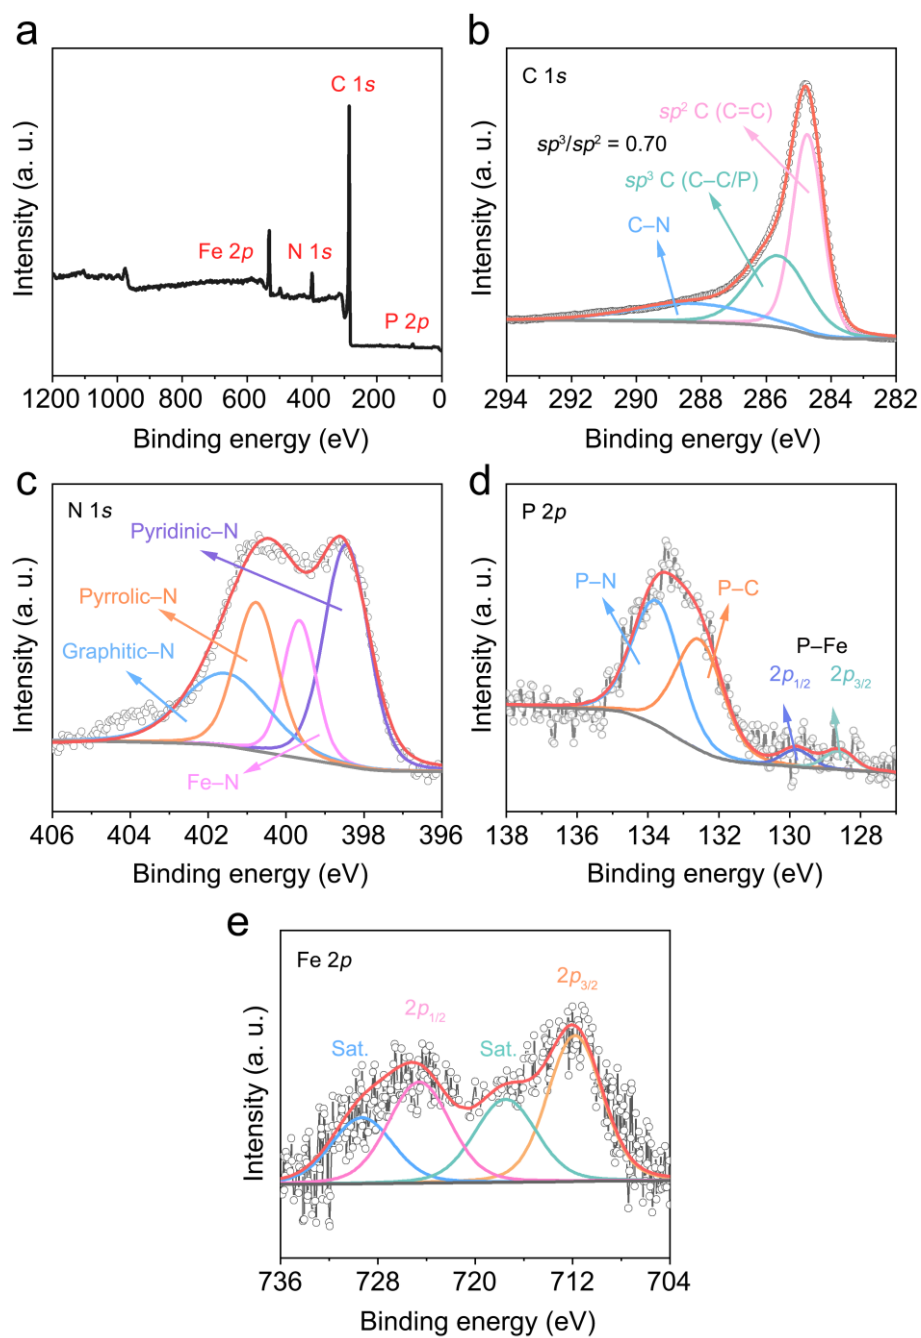 a
Intensity (a. u.)
C 1s
Fe 2p
N 1s
P 2p
1200 1000 800 600 400 200 0
Binding energy (eV)
b
Intensity (a. u.)
C 1s
sp² C (C=C)
sp³/sp² = 0.70
sp³ C (C–C/P)
C–N
294 292 290 288 286 284 282
Binding energy (eV)
c
Intensity (a. u.)
N 1s
Pyridinic–N
Pyrrolic–N
Graphitic–N
Fe–N
406 404 402 400 398 396
Binding energy (eV)
d
Intensity (a. u.)
P 2p
P–N
P–C
P–Fe
2p1/2 2p3/2
138 135 134 132 130 128 127
Binding energy (eV)
e
Intensity (a. u.)
Fe 2p
2p3/2
2p1/2
Sat.
Sat.
736 728 720 712 704
Binding energy (eV)